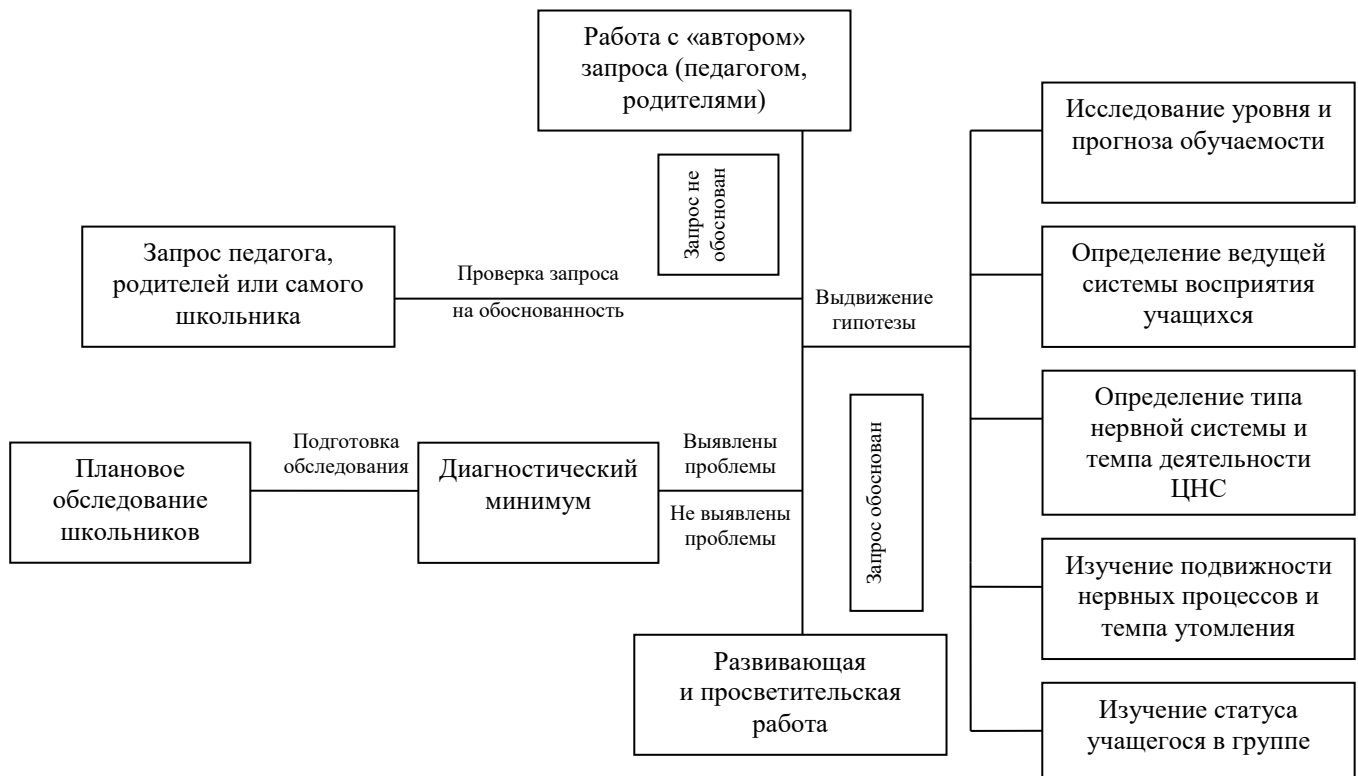 Работа с «автором»
запроса (педагогом,
родителями)
Исследование уровня и
прогноза обучаемости
Запрос не
обоснован
Запрос педагога,
родителей или самого
школьника
Проверка запроса
на обоснованность
Выдвижение
гипотезы
Определение ведущей
системы восприятия
учащихся
Определение типа
нервной системы и
темпа деятельности
ЦНС
Плановое
обследование
школьников
Подготовка
обследования
Диагностический
минимум
Выявлены
проблемы
Не выявлены
проблемы
Запрос обоснован
Изучение подвижности
нервных процессов и
темпа утомления
Развивающая
и просветительская
работа
Изучение статуса
учащегося в группе